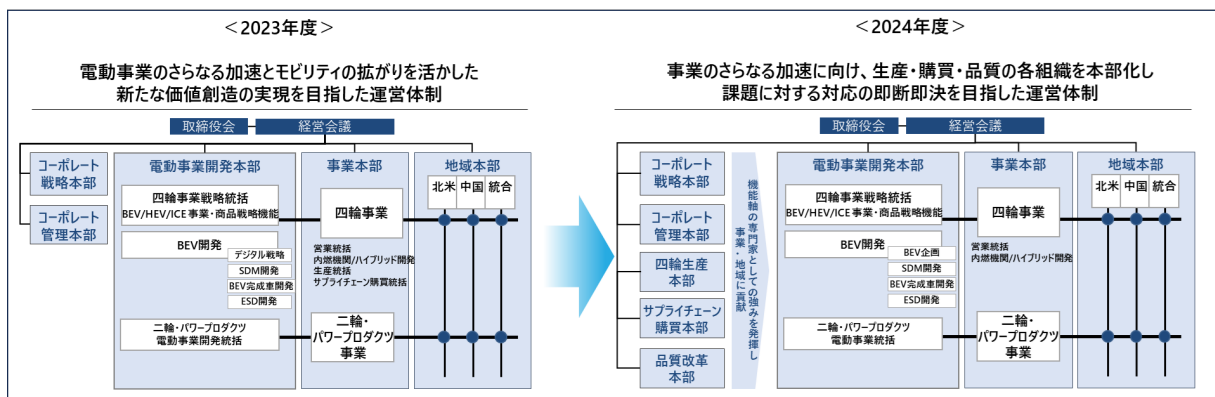 ＜2023年度＞
電動事業のさらなる加速とモビリティの拡がりを活かした
新たな価値創造の実現を目指した運営体制
取締役会
経営会議
コーポレート
戦略本部
コーポレート
管理本部
電動事業開発本部
四輪事業戦略統括
BEV/HEV/ICE 事業・商品戦略機能
BEV開発
デジタル戦略
SDM開発
BEV完成車開発
ESD開発
二輪・パワープロダクツ
電動事業開発統括
事業本部
四輪事業
営業統括
内燃機関/ハイブリッド開発
生産統括
サプライチェーン購買統括
二輪・
パワープロダクツ
事業
地域本部
北米
中国
統合
＜2024年度＞
事業のさらなる加速に向け、生産・購買・品質の各組織を本部化し
課題に対する対応の即断即決を目指した運営体制
取締役会
経営会議
コーポレート
戦略本部
コーポレート
管理本部
四輪生産
本部
サプライチェーン
購買本部
品質改革
本部
機能軸の専門家としての強みを発揮し
事業・地域に貢献
電動事業開発本部
四輪事業戦略統括
BEV/HEV/ICE 事業・商品戦略機能
BEV開発
BEV企画
SDM開発
BEV完成車開発
ESD開発
二輪・パワープロダクツ
電動事業統括
事業本部
四輪事業
営業統括
内燃機関/ハイブリッド開発
二輪・
パワープロダクツ
事業
地域本部
北米
中国
統合